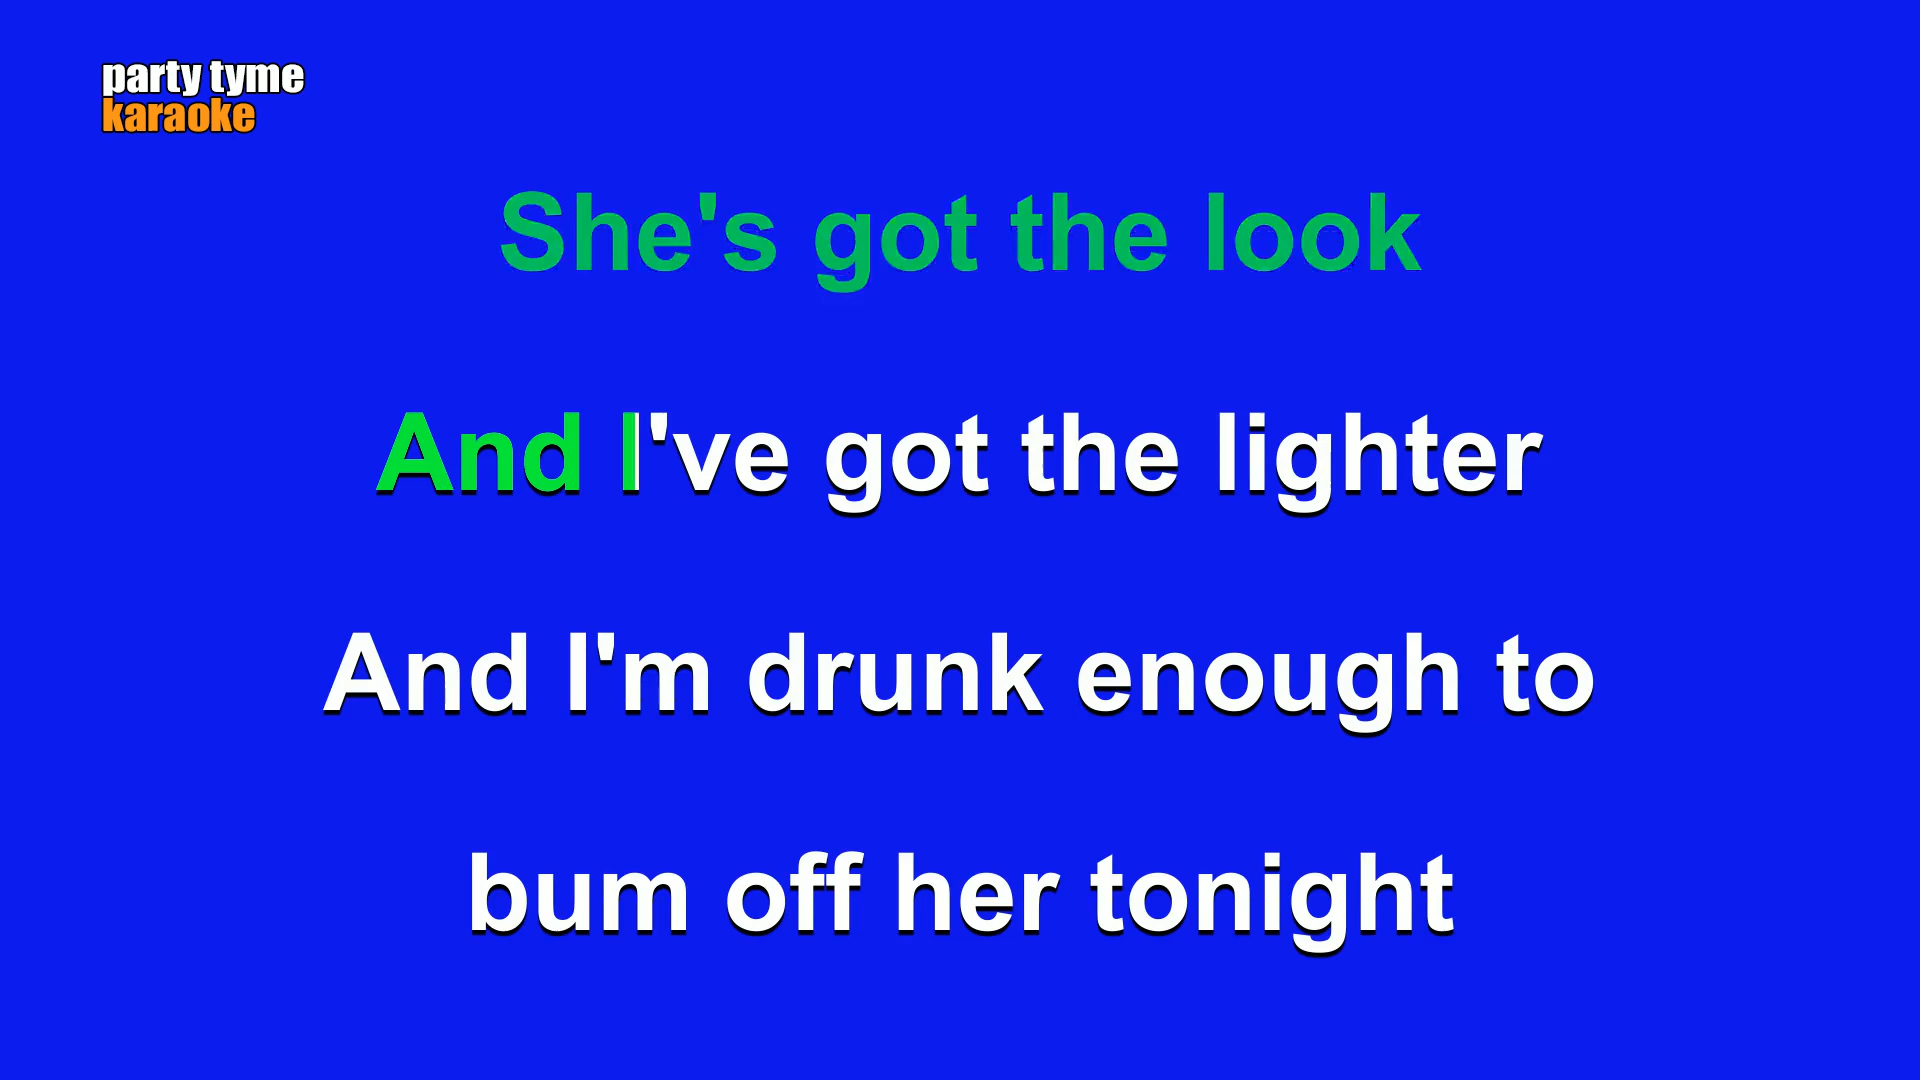 party tyme
karaoke
She's got the look
And I've got the lighter
And I'm drunk enough to
bum off her tonight